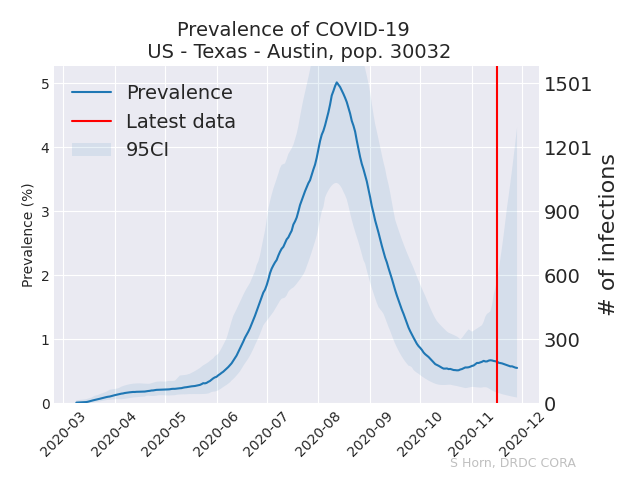 Prevalence of COVID-19
US - Texas - Austin, pop. 30032
Prevalence
Latest data
95CI
Prevalence (%)
5
4
3
2
1
0
1501
1201
900
600
300
0
# of infections
2020-03
2020-04
2020-05
2020-06
2020-07
2020-08
2020-09
2020-10
2020-11
2020-12
S Horn, DRDC CORA